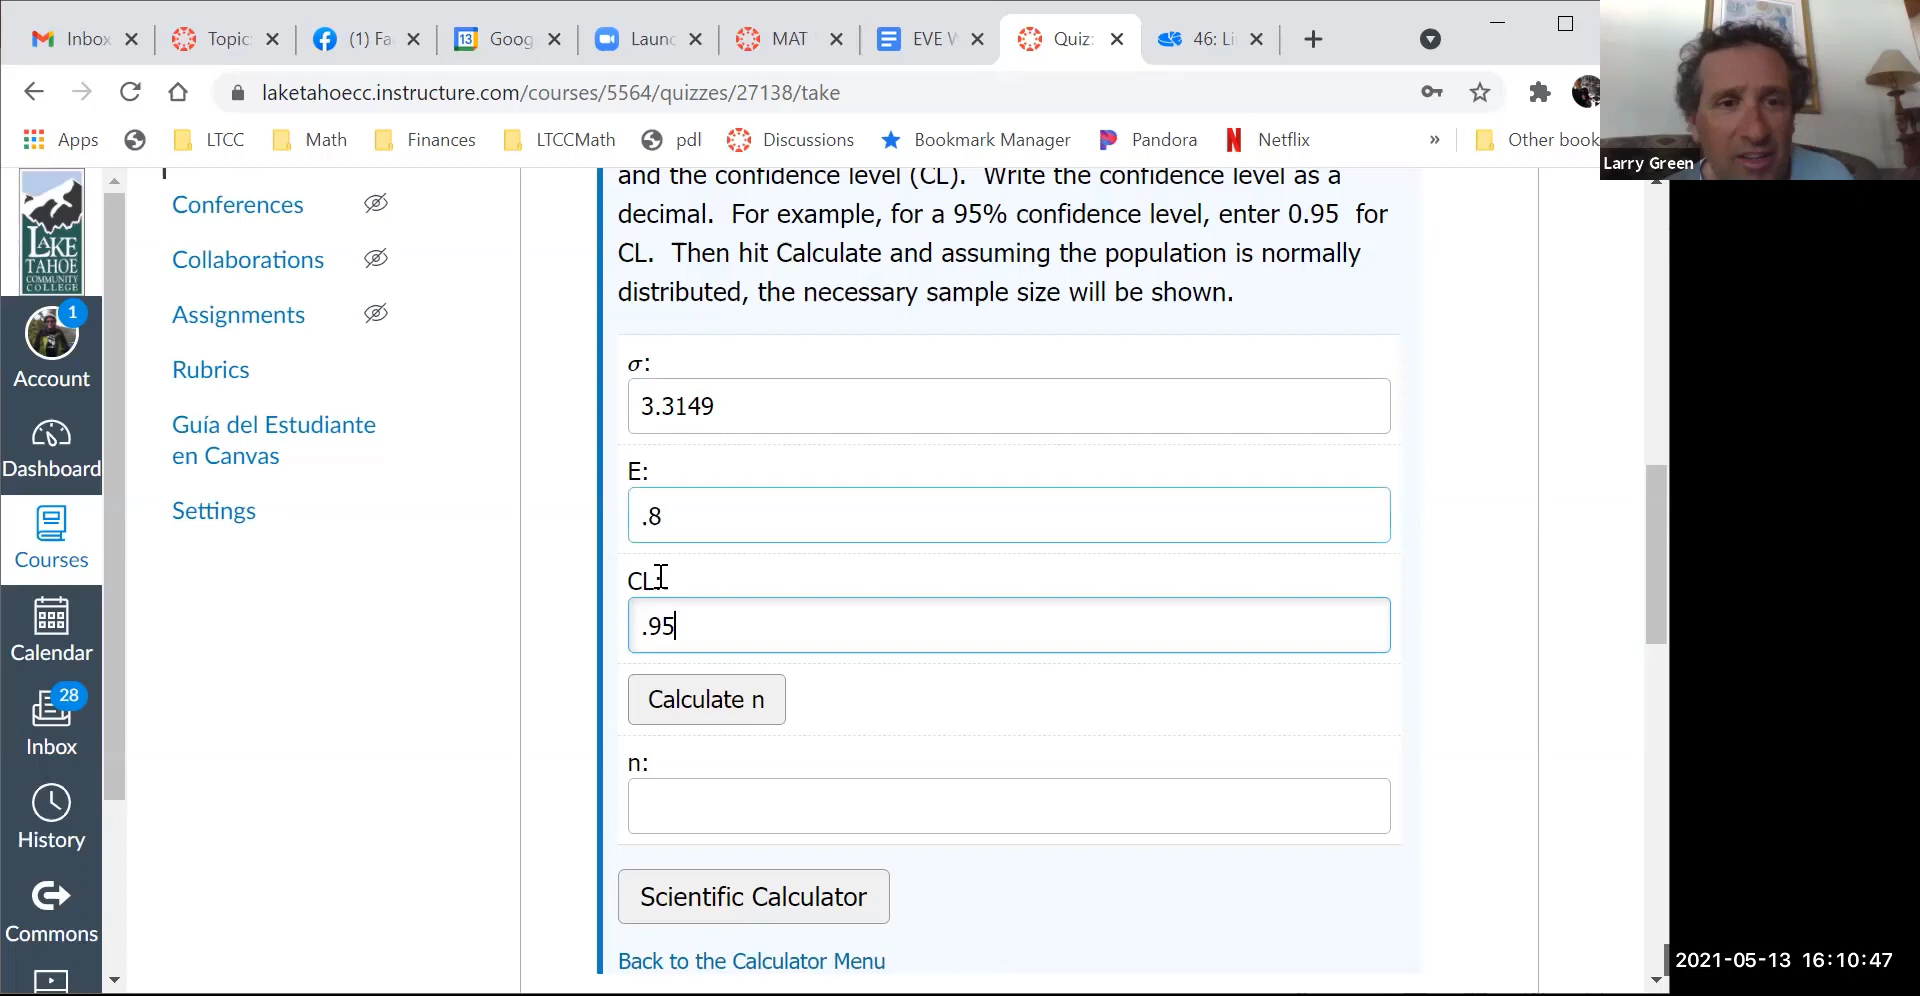 Inbox
Topic
(1) Fa
Goog
Launc
MAT
EVE W
Quiz:
46: Li
laketahoecc.instructure.com/courses/5564/quizzes/27138/take
Apps
LTCC
Math
Finances
LTCCMath
pdl
Discussions
Bookmark Manager
Pandora
Netflix
»
Other book
Larry Green
LAKE
TAHOE
COMMUNITY
COLLEGE
1
Account
Dashboard
Courses
Calendar
28
Inbox
History
Commons
Conferences
Collaborations
Assignments
Rubrics
Guía del Estudiante
en Canvas
Settings
and the confidence level (CL). Write the confidence level as a
decimal. For example, for a 95% confidence level, enter 0.95 for
CL. Then hit Calculate and assuming the population is normally
distributed, the necessary sample size will be shown.
σ:
3.3149
E:
.8
CL:
.95
Calculate n
n:
Scientific Calculator
Back to the Calculator Menu
2021-05-13 16:10:47